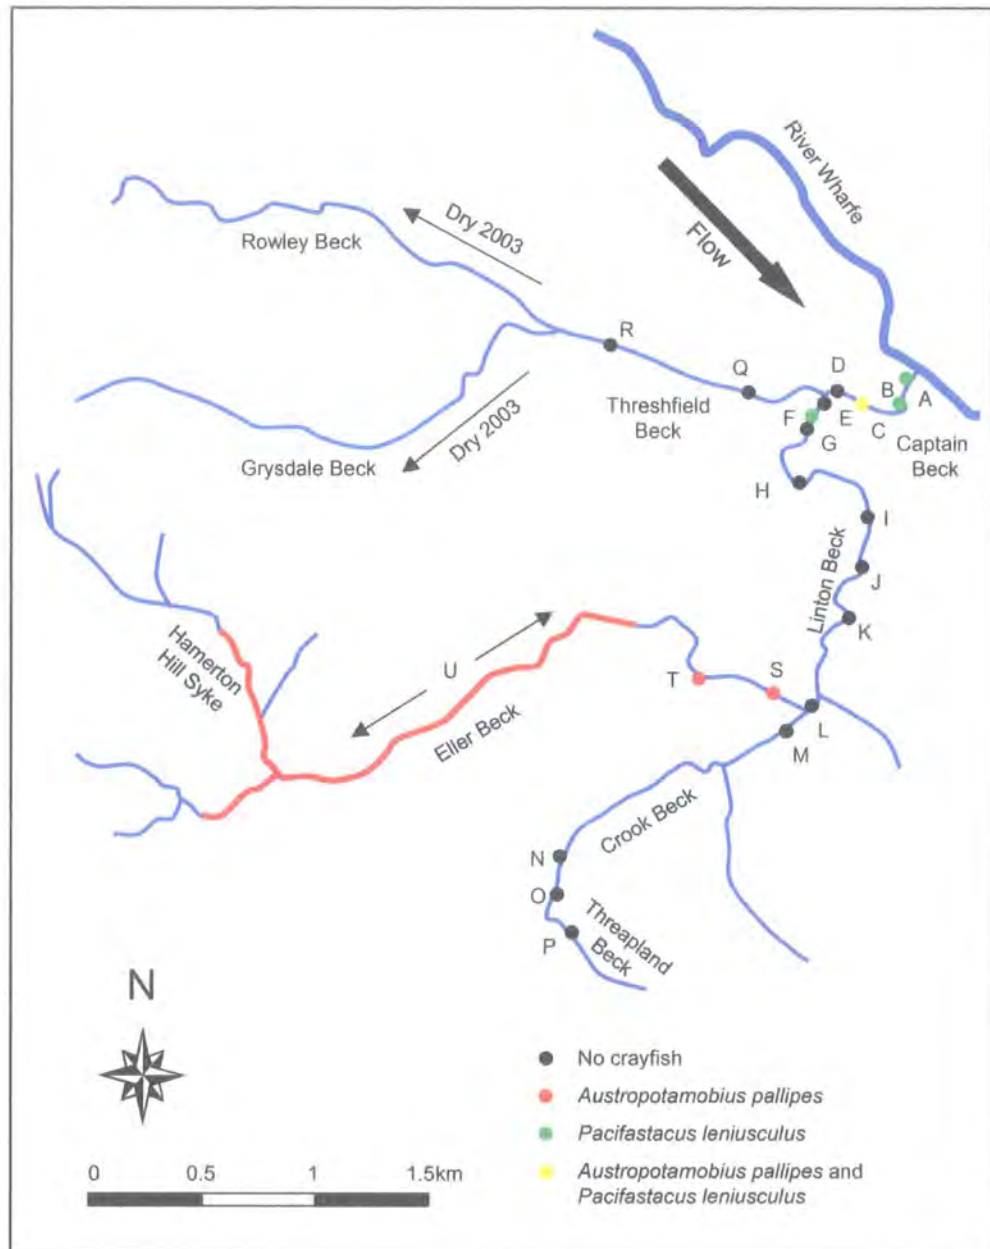 River Wharfe
Flow
Dry 2003
Rowley Beck
R
Q
D
B
A
Threshfield
Beck
F
E
C
G
Captain
Beck
Dry 2003
Grysdale Beck
H
I
J
Linton Beck
K
Hamerton
Hill Syke
U
T
S
Eller Beck
L
M
Crook Beck
N
O
Threapland
Beck
P
N
No crayfish
Austropotamobius pallipes
Pacifastacus leniusculus
Austropotamobius pallipes and
Pacifastacus leniusculus
0 0.5 1 1.5km